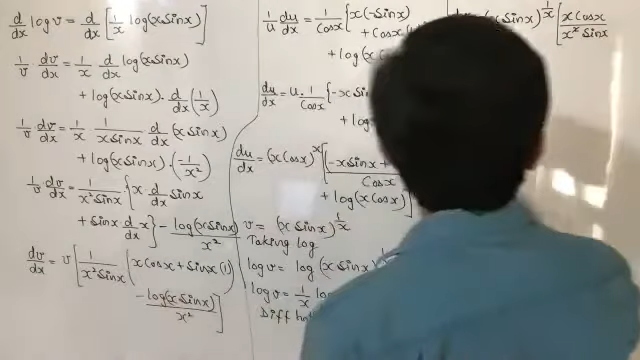 d/dx log v = d/dx [1/x log(x sinx)]
1/v . dv/dx = 1/x . d/dx log(x sinx)
+ log(x sinx) . d/dx (1/x)
1/v . dv/dx = 1/x . 1/x sinx d/dx (x sinx)
+ log(x sinx) . (-1/x²)
1/v . dv/dx = 1/x² sinx { x . d/dx sinx
+ sinx d/dx x } - log(x sinx)/x²
dv/dx = v [ 1/x² sinx ( x cosx + sinx (1) )
- log(x sinx)/x² ]
1/u du/dx = 1/cosx { x (-sinx)
+ cosx
+ log(x
du/dx = u . 1/cosx { -x sin
+ log
du/dx = (x cosx)^x [ -x sinx +
cosx
+ log(x cosx) ]
v = (x sinx)^1/x
Taking log
log v = log (x sinx)
log v = 1/x
Diff
sinx)^1/x [ x cosx
x² sinx